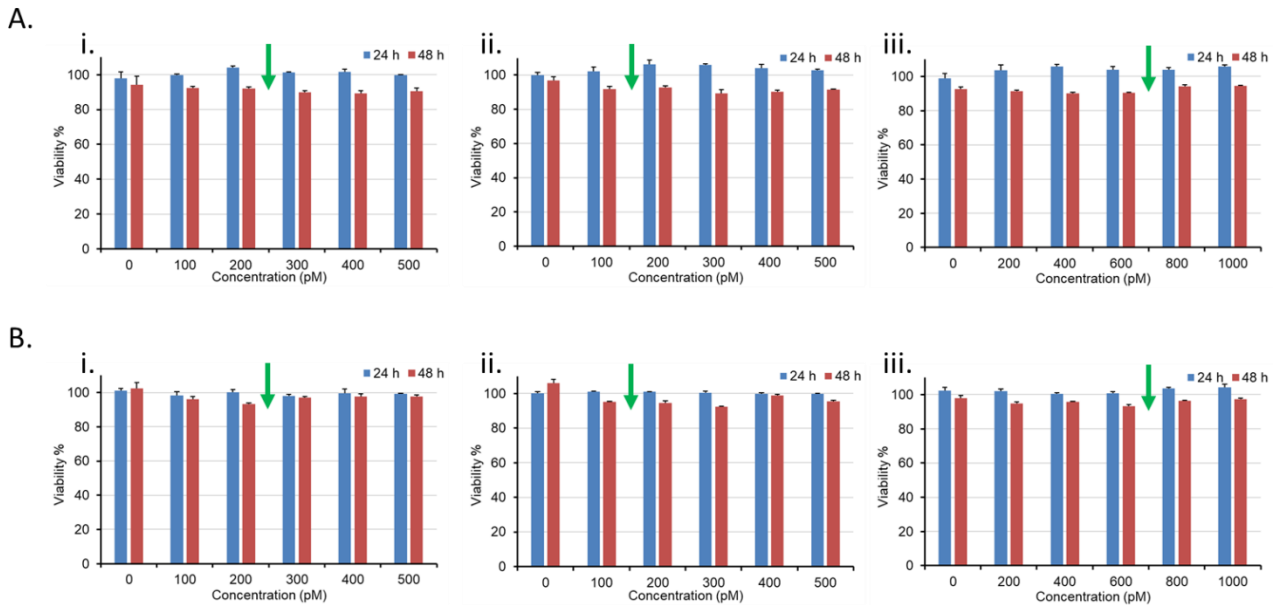 A.
i.
24 h 48 h
Viability %
100
80
60
40
20
0
0 100 200 300 400 500
Concentration (pM)
ii.
24 h 48 h
Viability %
100
80
60
40
20
0
0 100 200 300 400 500
Concentration (pM)
iii.
24 h 48 h
Viability %
100
80
60
40
20
0
0 200 400 600 800 1000
Concentration (pM)
B.
i.
24 h 48 h
Viability %
100
80
60
40
20
0
0 100 200 300 400 500
Concentration (pM)
ii.
24 h 48 h
Viability %
100
80
60
40
20
0
0 100 200 300 400 500
Concentration (pM)
iii.
24 h 48 h
Viability %
100
80
60
40
20
0
0 200 400 600 800 1000
Concentration (pM)